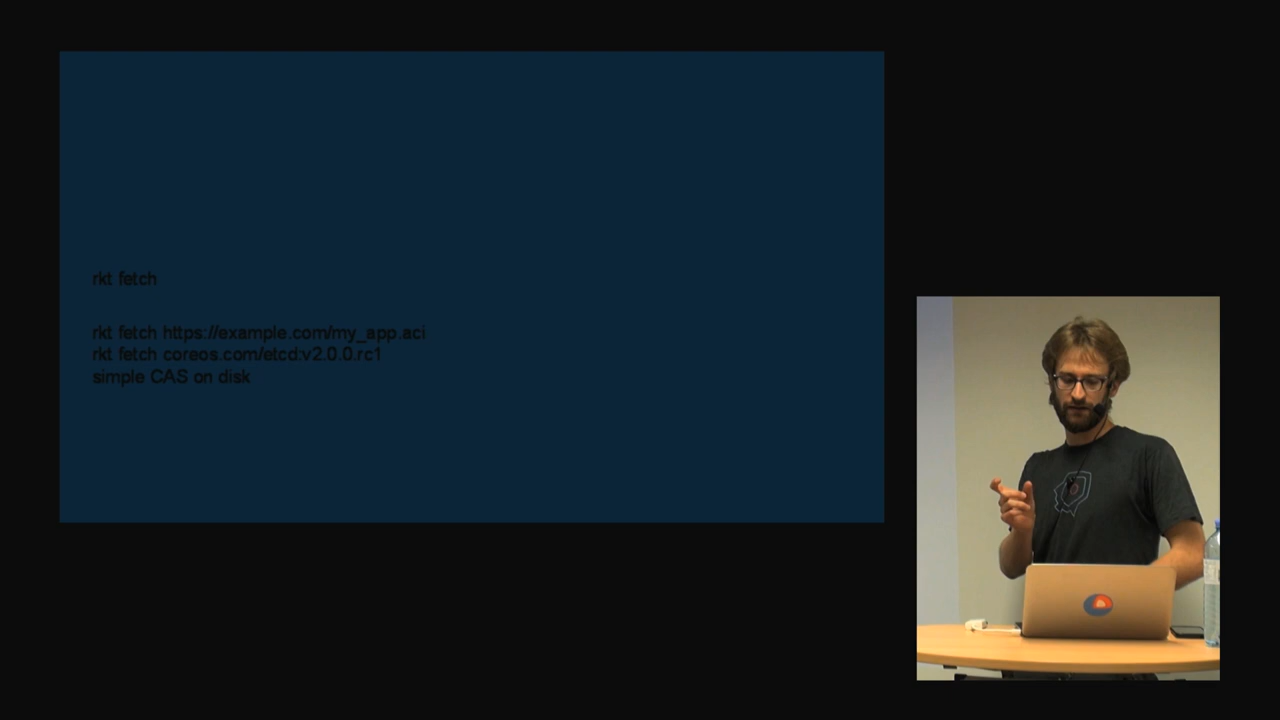 rkt fetch
rkt fetch https://example.com/my_app.aci
rkt fetch coreos.com/etcd:v2.0.0.rc1
simple CAS on disk